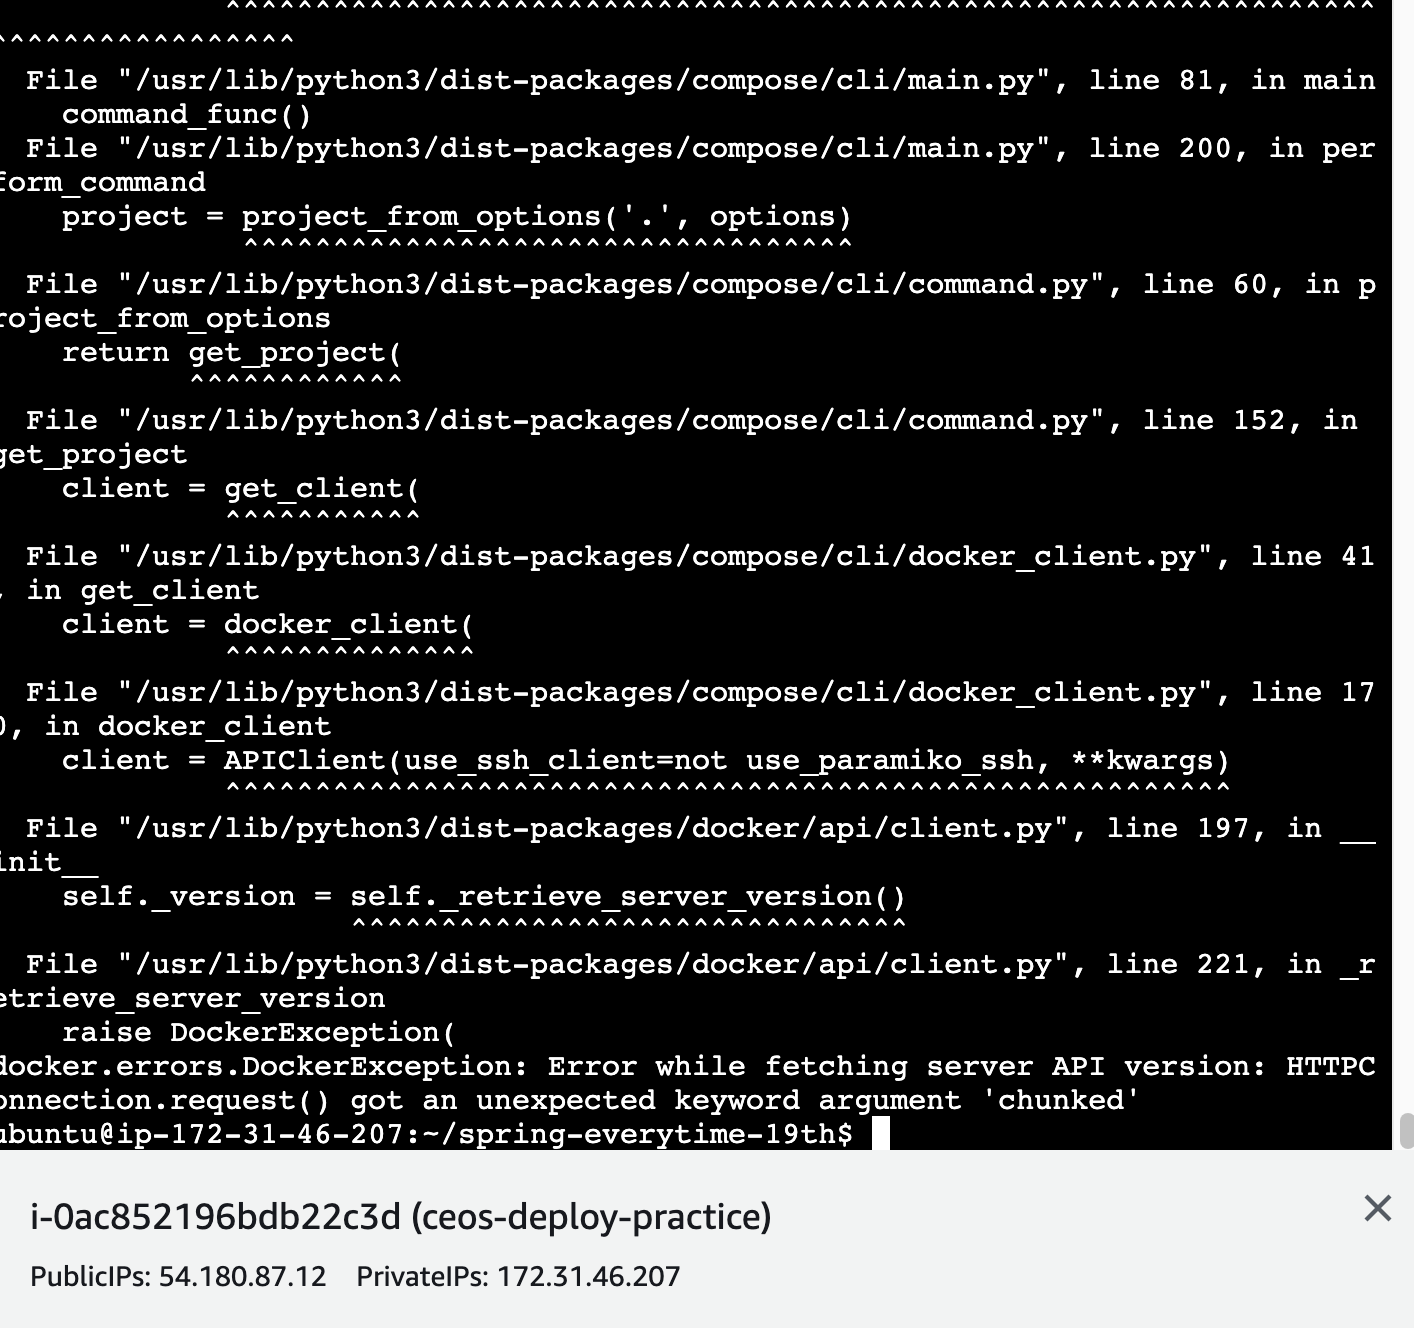 ^^^^^^^^^^^^^^^^^^^^^^^^^^^^^^^^^^^^^^^^^^^^^^^^^^^^^^^^^^^^^^^^
^^^^^^^^^^^^^^^^^
File "/usr/lib/python3/dist-packages/compose/cli/main.py", line 81, in main
command_func()
File "/usr/lib/python3/dist-packages/compose/cli/main.py", line 200, in per
form_command
project = project_from_options('.', options)
^^^^^^^^^^^^^^^^^^^^^^^^^^^^^^^^^^
File "/usr/lib/python3/dist-packages/compose/cli/command.py", line 60, in p
roject_from_options
return get_project(
^^^^^^^^^^^^
File "/usr/lib/python3/dist-packages/compose/cli/command.py", line 152, in
get_project
client = get_client(
^^^^^^^^^^^
File "/usr/lib/python3/dist-packages/compose/cli/docker_client.py", line 41
, in get_client
client = docker_client(
^^^^^^^^^^^^^^
File "/usr/lib/python3/dist-packages/compose/cli/docker_client.py", line 17
0, in docker_client
client = APIClient(use_ssh_client=not use_paramiko_ssh, **kwargs)
^^^^^^^^^^^^^^^^^^^^^^^^^^^^^^^^^^^^^^^^^^^^^^^^^^^^^^^^
File "/usr/lib/python3/dist-packages/docker/api/client.py", line 197, in __
init__
self._version = self._retrieve_server_version()
^^^^^^^^^^^^^^^^^^^^^^^^^^^^^^^
File "/usr/lib/python3/dist-packages/docker/api/client.py", line 221, in _r
etrieve_server_version
raise DockerException(
docker.errors.DockerException: Error while fetching server API version: HTTPC
onnection.request() got an unexpected keyword argument 'chunked'
ubuntu@ip-172-31-46-207:~/spring-everytime-19th$
i-0ac852196bdb22c3d (ceos-deploy-practice)
PublicIPs: 54.180.87.12 PrivateIPs: 172.31.46.207